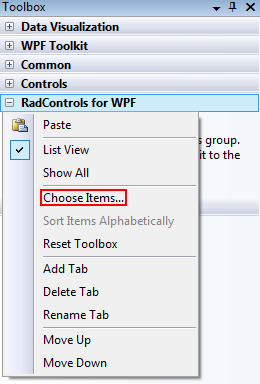 Toolbox
Data Visualization
WPF Toolkit
Common
Controls
RadControls for WPF
Paste
s group.
List View
it to the
Show All
Choose Items...
Sort Items Alphabetically
Reset Toolbox
Add Tab
Delete Tab
Rename Tab
Move Up
Move Down